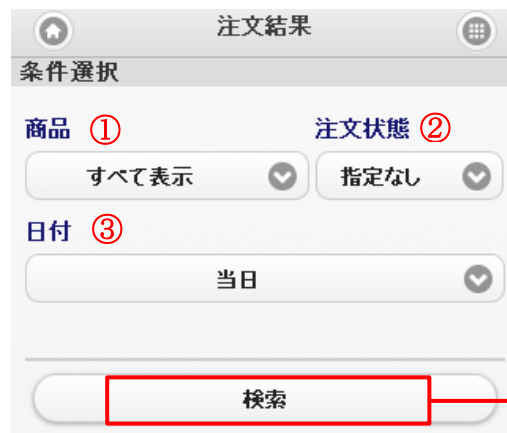 注文結果
条件選択
商品 ① 注文状態 ②
すべて表示 指定なし
日付 ③
当日
検索